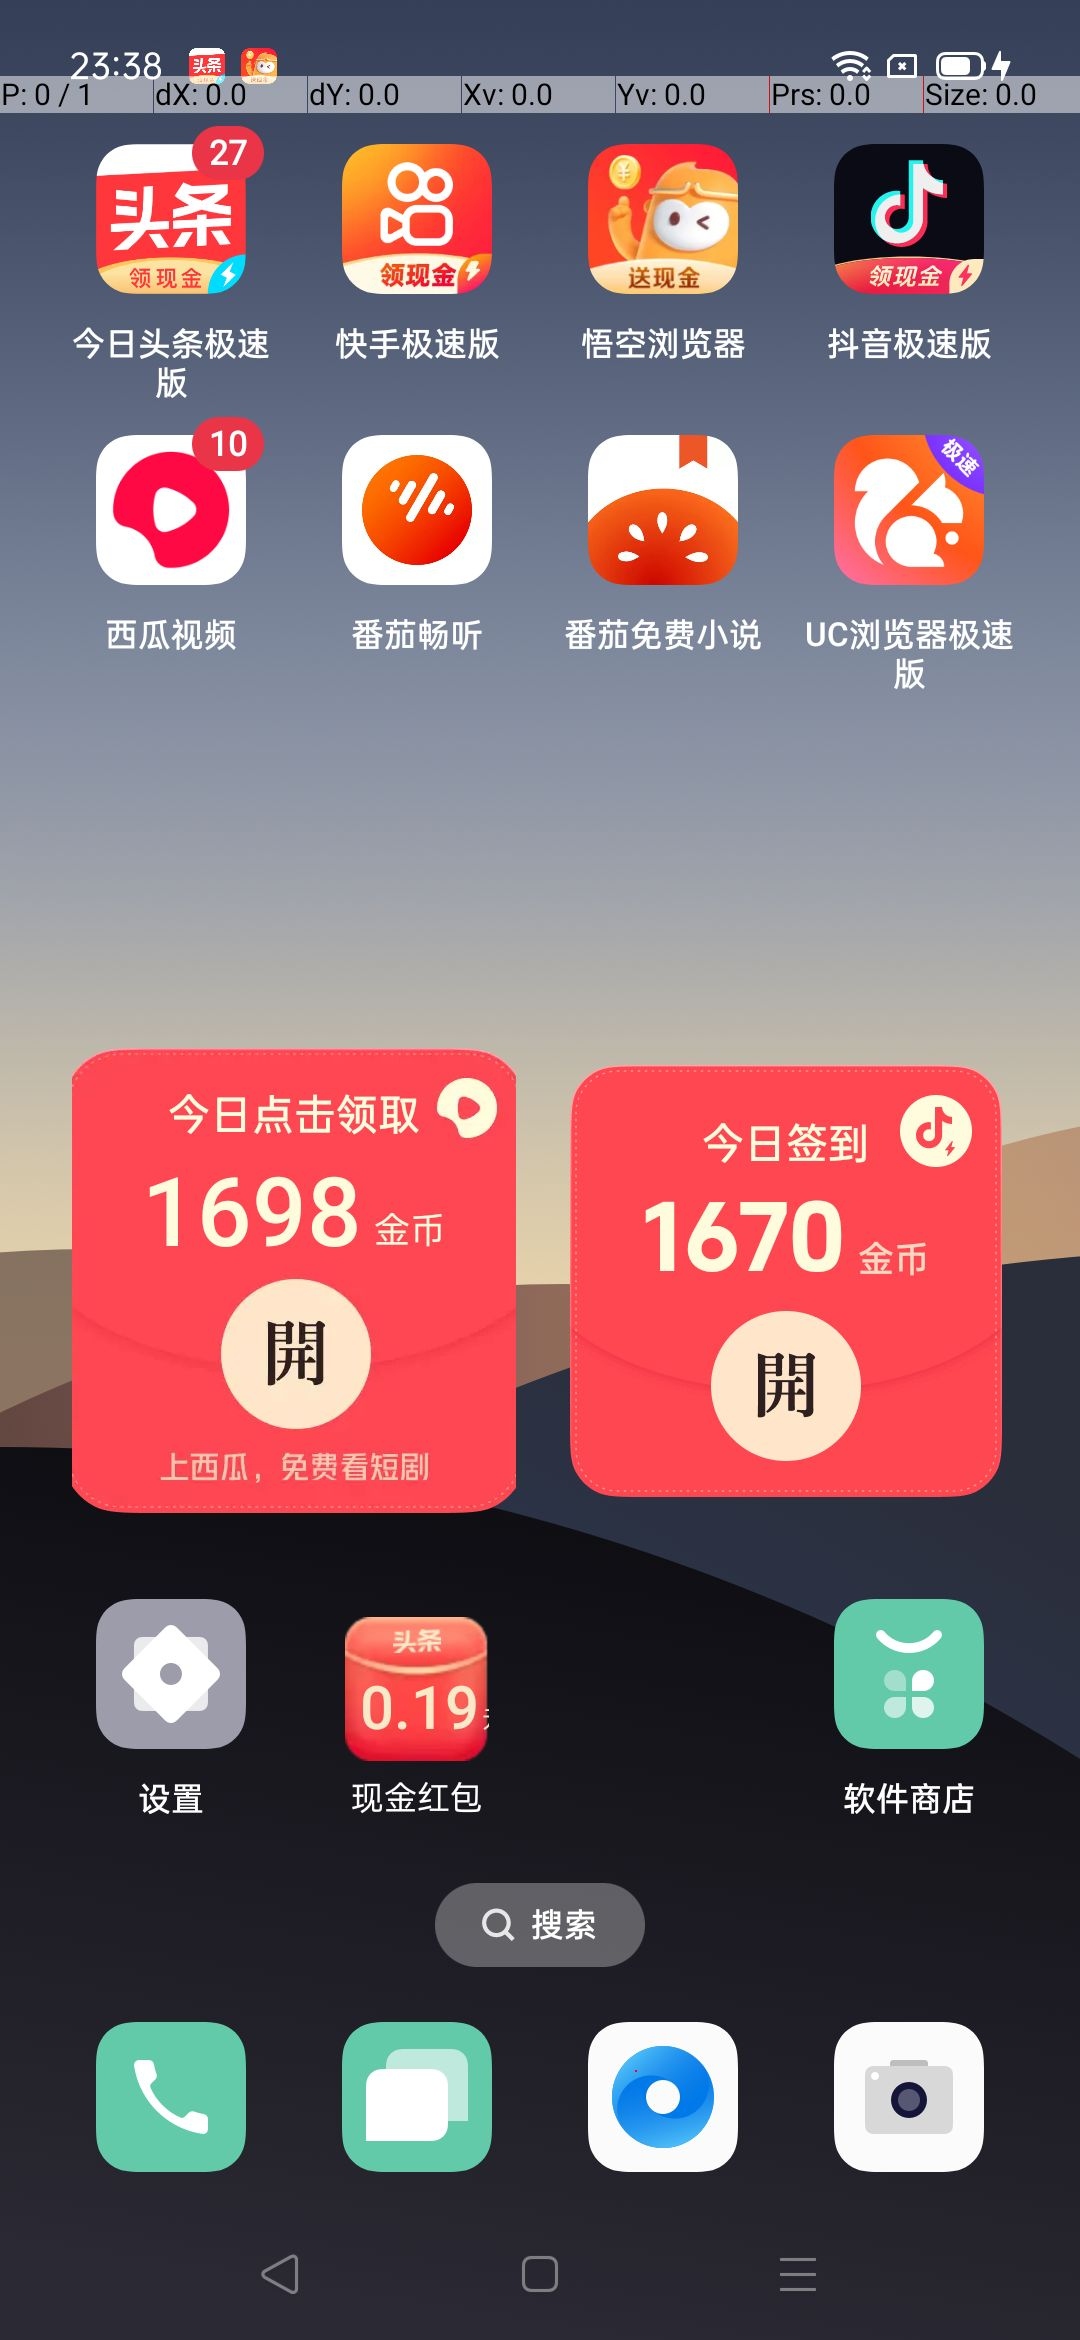 23:38
P: 0 / 1 dX: 0.0 dY: 0.0 Xv: 0.0 Yv: 0.0 Prs: 0.0 Size: 0.0
27
头条
领现金
领现金
送现金
领现金
今日头条极速版
快手极速版
悟空浏览器
抖音极速版
10
极速
西瓜视频
番茄畅听
番茄免费小说
UC浏览器极速版
今日点击领取
1698 金币
開
上西瓜，免费看短剧
今日签到
1670 金币
開
头条
0.19
设置
现金红包
软件商店
搜索